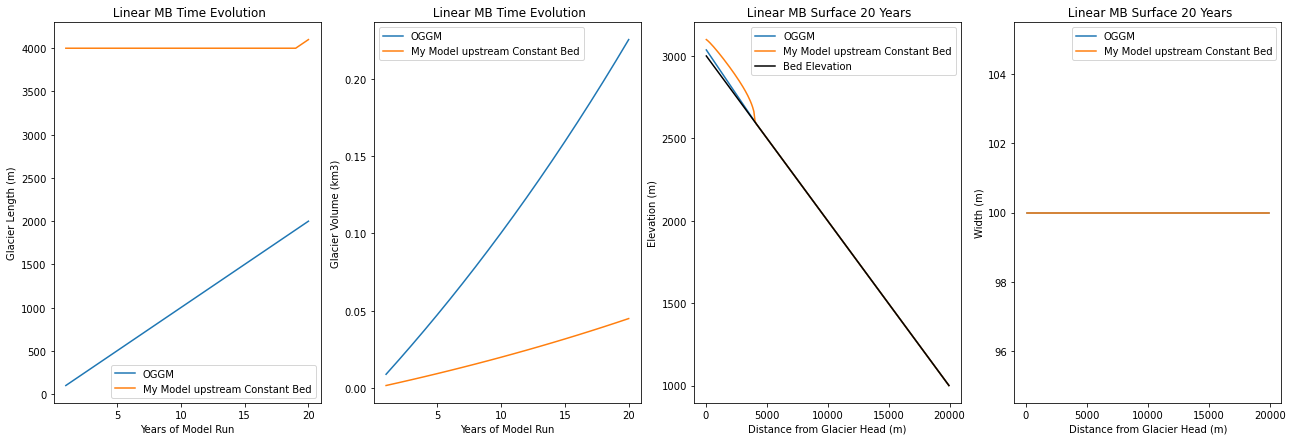 Linear MB Time Evolution
Glacier Length (m)
4000
3500
3000
2500
2000
1500
1000
500
0
OGGM
My Model upstream Constant Bed
5
10
15
20
Years of Model Run
Linear MB Time Evolution
Glacier Volume (km3)
OGGM
My Model upstream Constant Bed
0.20
0.15
0.10
0.05
0.00
5
10
15
20
Years of Model Run
Linear MB Surface 20 Years
Elevation (m)
OGGM
My Model upstream Constant Bed
Bed Elevation
3000
2500
2000
1500
1000
0
5000
10000
15000
20000
Distance from Glacier Head (m)
Linear MB Surface 20 Years
Width (m)
OGGM
My Model upstream Constant Bed
104
102
100
98
96
0
5000
10000
15000
20000
Distance from Glacier Head (m)